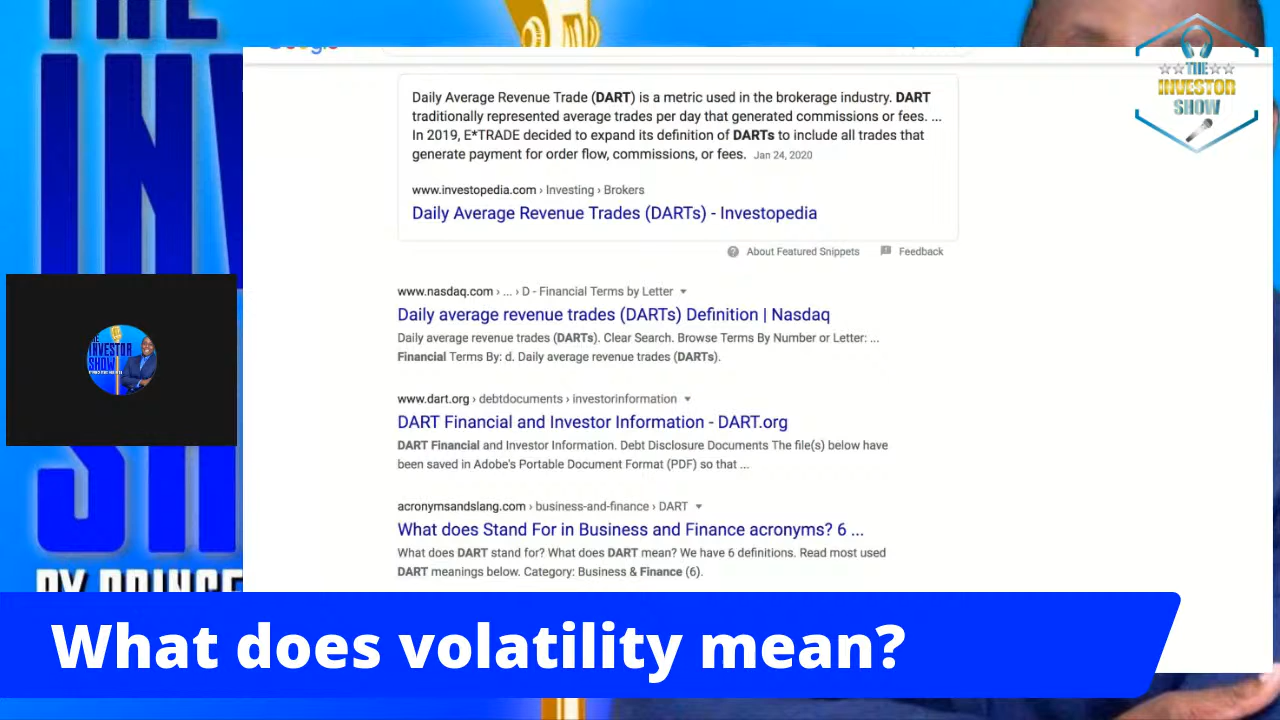 THE
INV
SH
BY PRINCE
Google
Daily Average Revenue Trade (DART) is a metric used in the brokerage industry. DART
traditionally represented average trades per day that generated commissions or fees. ...
In 2019, E*TRADE decided to expand its definition of DARTs to include all trades that
generate payment for order flow, commissions, or fees. Jan 24, 2020
www.investopedia.com › Investing › Brokers
Daily Average Revenue Trades (DARTs) - Investopedia
About Featured Snippets
Feedback
www.nasdaq.com › ... › D - Financial Terms by Letter
Daily average revenue trades (DARTs) Definition | Nasdaq
Daily average revenue trades (DARTs). Clear Search. Browse Terms By Number or Letter: ...
Financial Terms By: d. Daily average revenue trades (DARTs).
www.dart.org › debtdocuments › investorinformation
DART Financial and Investor Information - DART.org
DART Financial and Investor Information. Debt Disclosure Documents The file(s) below have
been saved in Adobe's Portable Document Format (PDF) so that ...
acronymsandslang.com › business-and-finance › DART
What does Stand For in Business and Finance acronyms? 6 ...
What does DART stand for? What does DART mean? We have 6 definitions. Read most used
DART meanings below. Category: Business & Finance (6).
THE
INVESTOR
SHOW
THE
INVESTOR
SHOW
What does volatility mean?